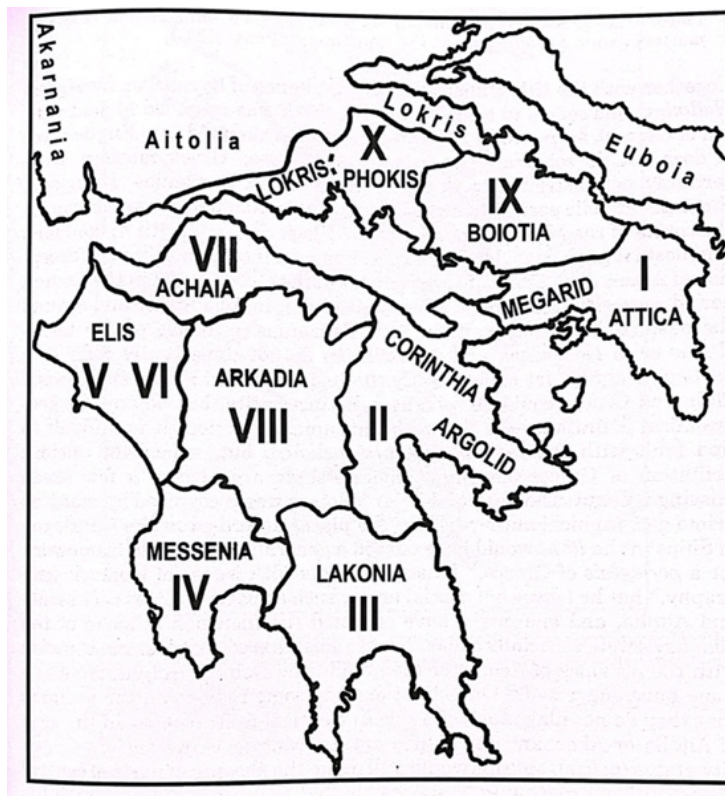 Akarnania
Aitolia
Lokris
Euboia
X
LOKRIS
PHOKIS
IX
BOIOTIA
VII
ACHAIA
I
MEGARID
ATTICA
ELIS
V VI
ARKADIA
VIII
CORINTHIA
II
ARGOLID
MESSENIA
IV
LAKONIA
III